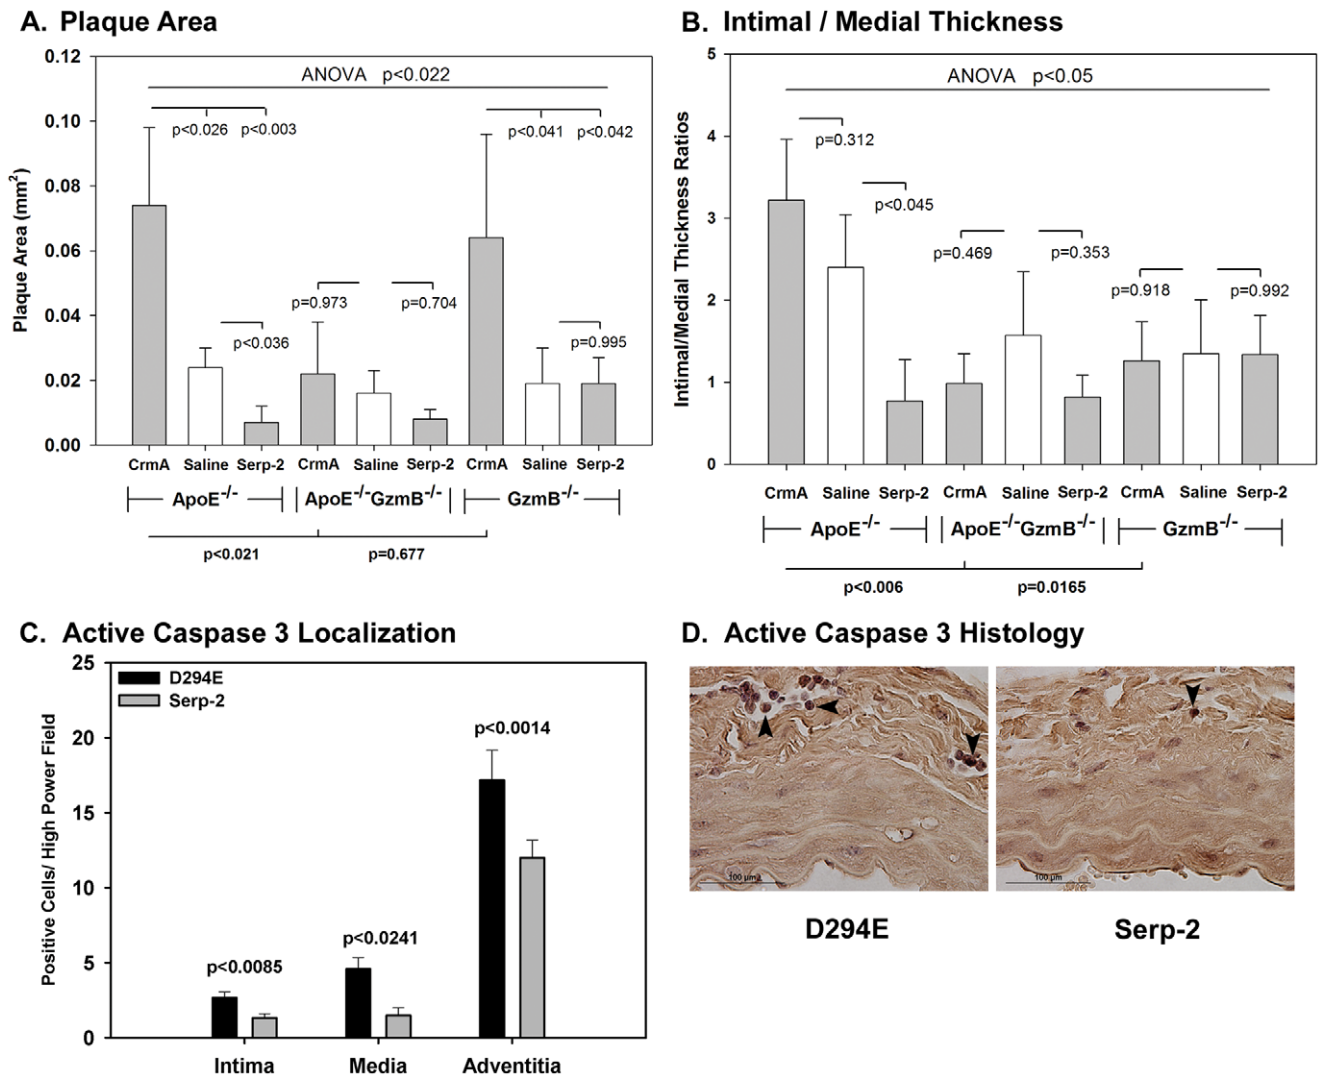 A. Plaque Area
0.12
0.10
0.08
0.06
0.04
0.02
0.00
Plaque Area (mm²)
ANOVA p<0.022
p<0.026 p<0.003
p<0.041 p<0.042
p<0.036
p=0.973 p=0.704
p=0.995
CrmA Saline Serp-2 CrmA Saline Serp-2 CrmA Saline Serp-2
ApoE-/- ApoE-/-GzmB-/- GzmB-/-
p<0.021 p=0.677
B. Intimal / Medial Thickness
5
4
3
2
1
0
Intimal/Medial Thickness Ratios
ANOVA p<0.05
p=0.312
p<0.045
p=0.469 p=0.353
p=0.918 p=0.992
CrmA Saline Serp-2 CrmA Saline Serp-2 CrmA Saline Serp-2
ApoE-/- ApoE-/-GzmB-/- GzmB-/-
p<0.006 p=0.0165
C. Active Caspase 3 Localization
25
20
15
10
5
0
Positive Cells/ High Power Field
D294E
Serp-2
p<0.0085
p<0.0241
p<0.0014
Intima Media Adventitia
D. Active Caspase 3 Histology
100 µm
100 µm
D294E Serp-2